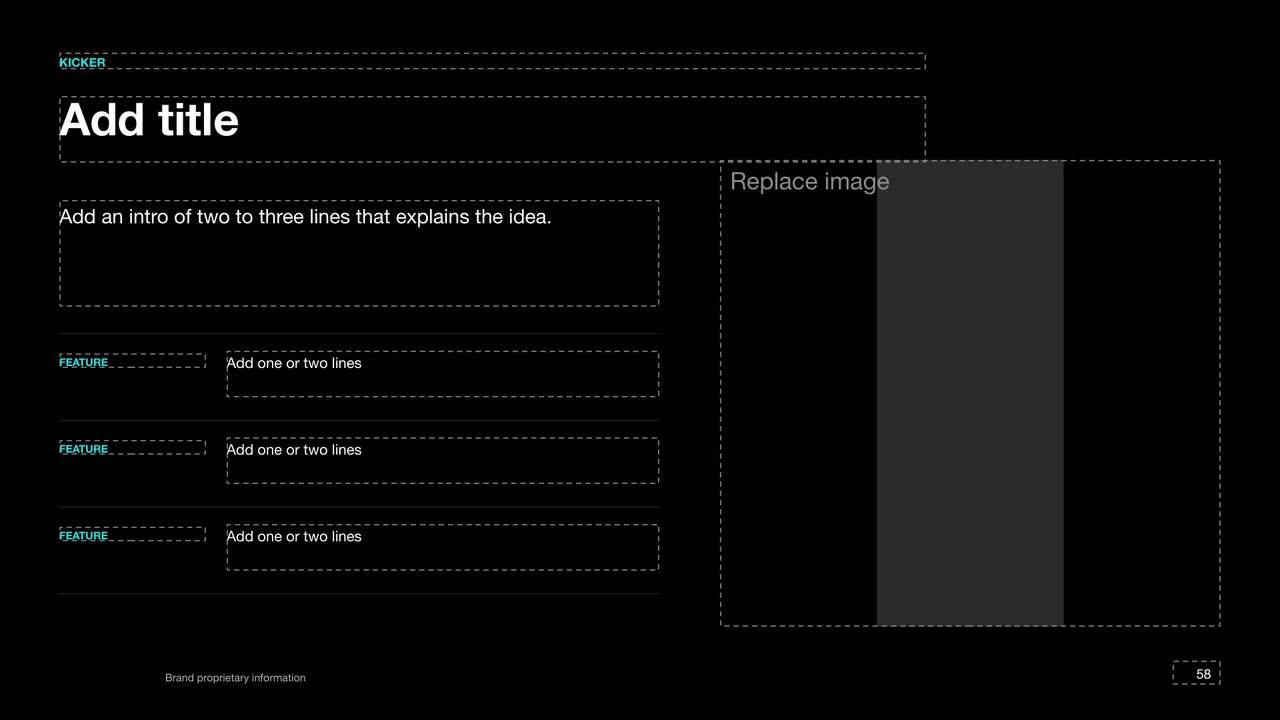 KICKER
Add title
Replace image
Add an intro of two to three lines that explains the idea.
FEATURE
Add one or two lines
FEATURE
Add one or two lines
FEATURE
Add one or two lines
Brand proprietary information
58